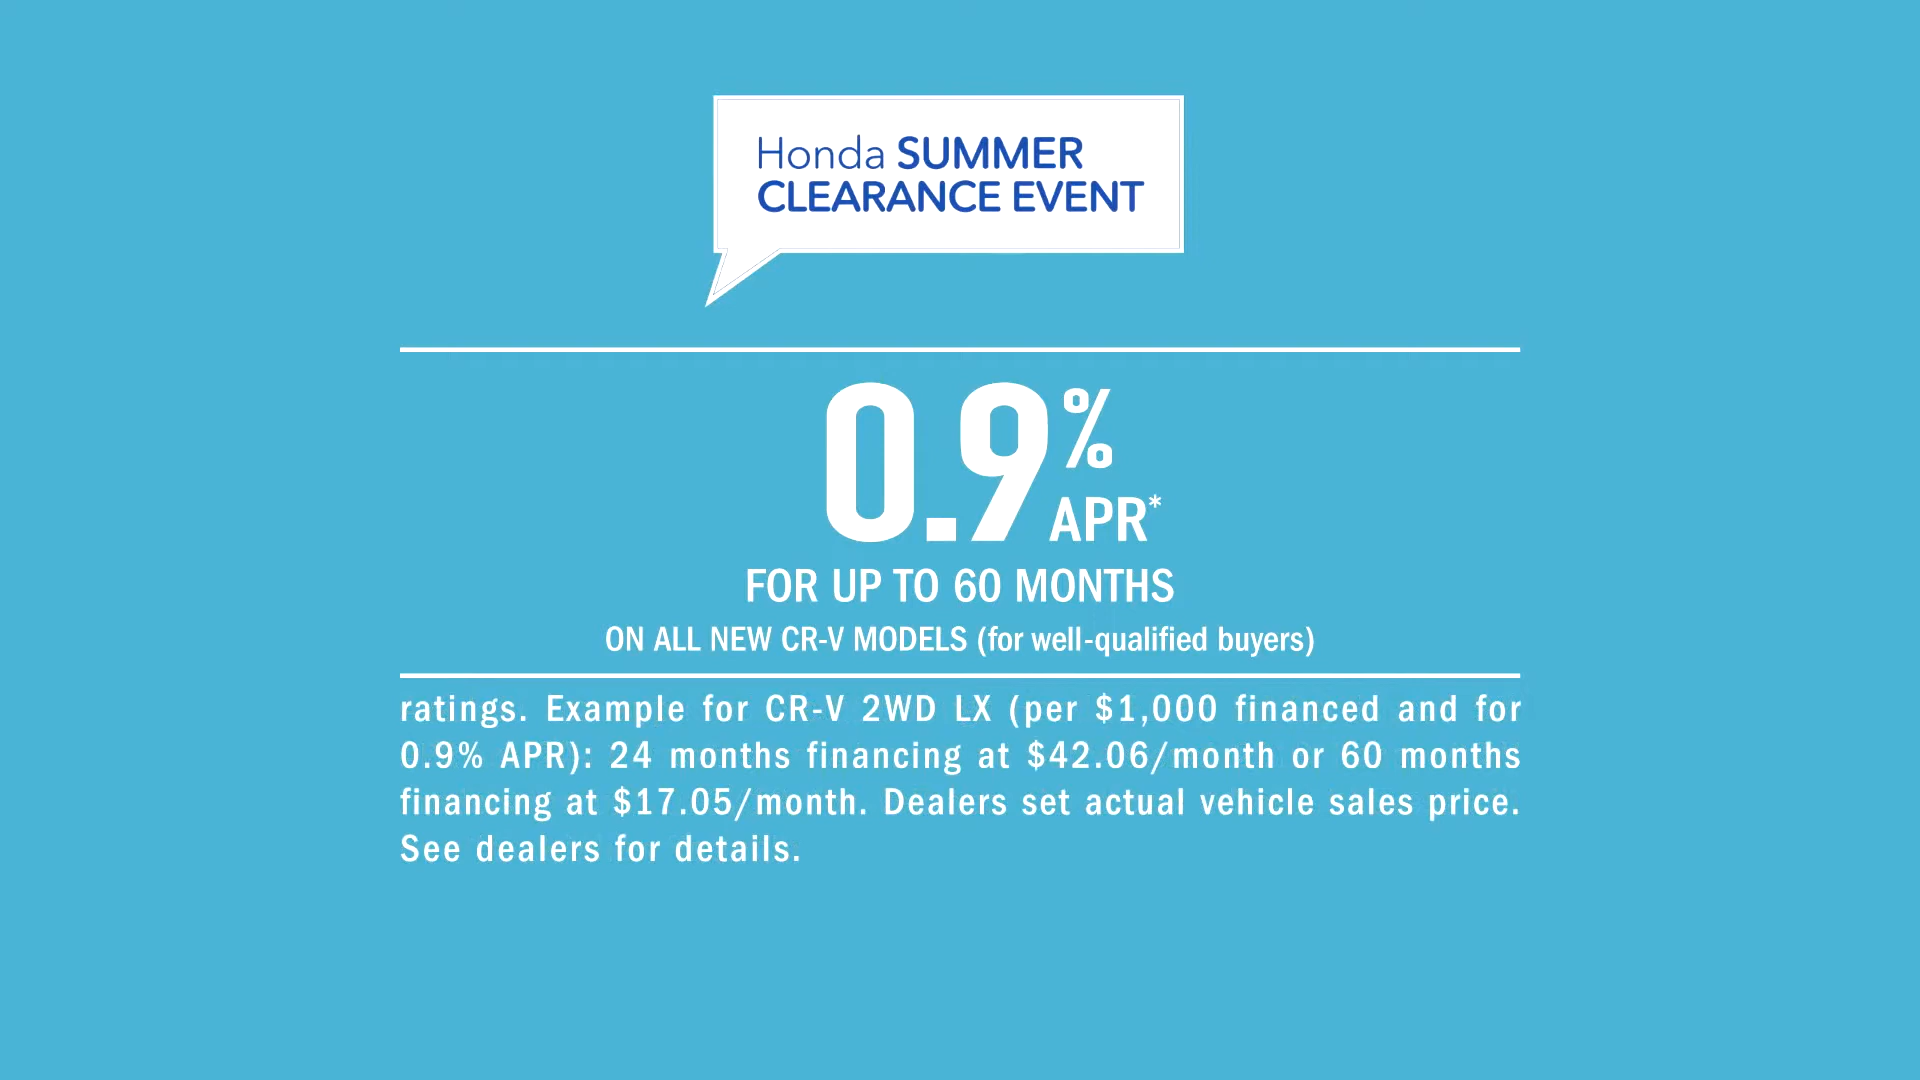 Honda SUMMER
CLEARANCE EVENT
0.9%
APR*
FOR UP TO 60 MONTHS
ON ALL NEW CR-V MODELS (for well-qualified buyers)
ratings. Example for CR-V 2WD LX (per $1,000 financed and for
0.9% APR): 24 months financing at $42.06/month or 60 months
financing at $17.05/month. Dealers set actual vehicle sales price.
See dealers for details.